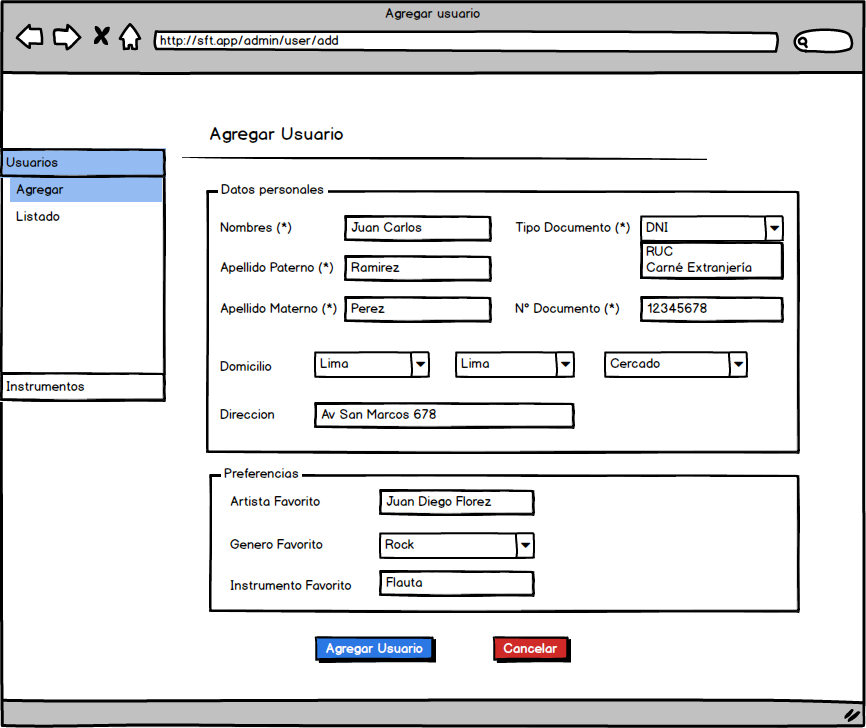 Agregar usuario
http://sft.app/admin/user/add
Agregar Usuario
Usuarios
Agregar
Listado
Instrumentos
Datos personales
Nombres (*) Juan Carlos Tipo Documento (*) DNI
RUC
Carné Extranjería
Apellido Paterno (*) Ramirez
Apellido Materno (*) Perez N° Documento (*) 12345678
Domicilio Lima Lima Cercado
Direccion Av San Marcos 678
Preferencias
Artista Favorito Juan Diego Florez
Genero Favorito Rock
Instrumento Favorito Flauta
Agregar Usuario Cancelar